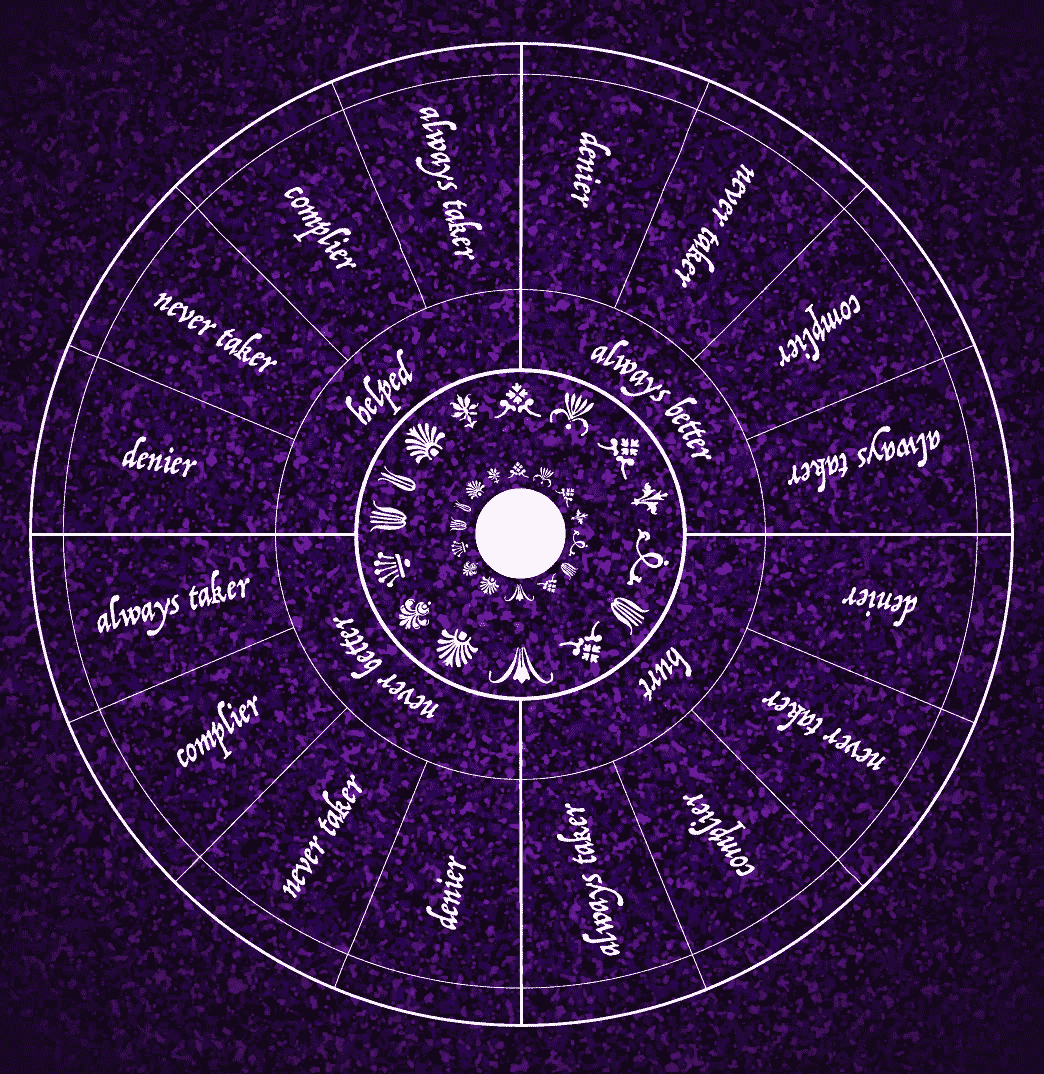 always better
denier
never taker
complier
always taker
hurt
denier
never taker
complier
always taker
never better
denier
never taker
complier
always taker
helped
denier
never taker
complier
always taker